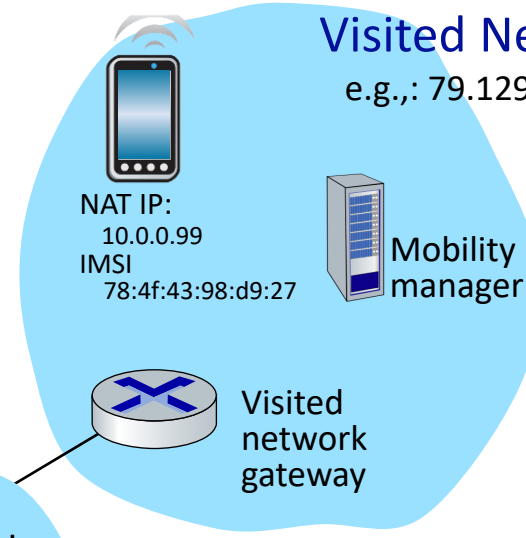 Visited Ne
e.g.,: 79.129
NAT IP:
10.0.0.99
IMSI
78:4f:43:98:d9:27
Mobility
manager
Visited
network
gateway